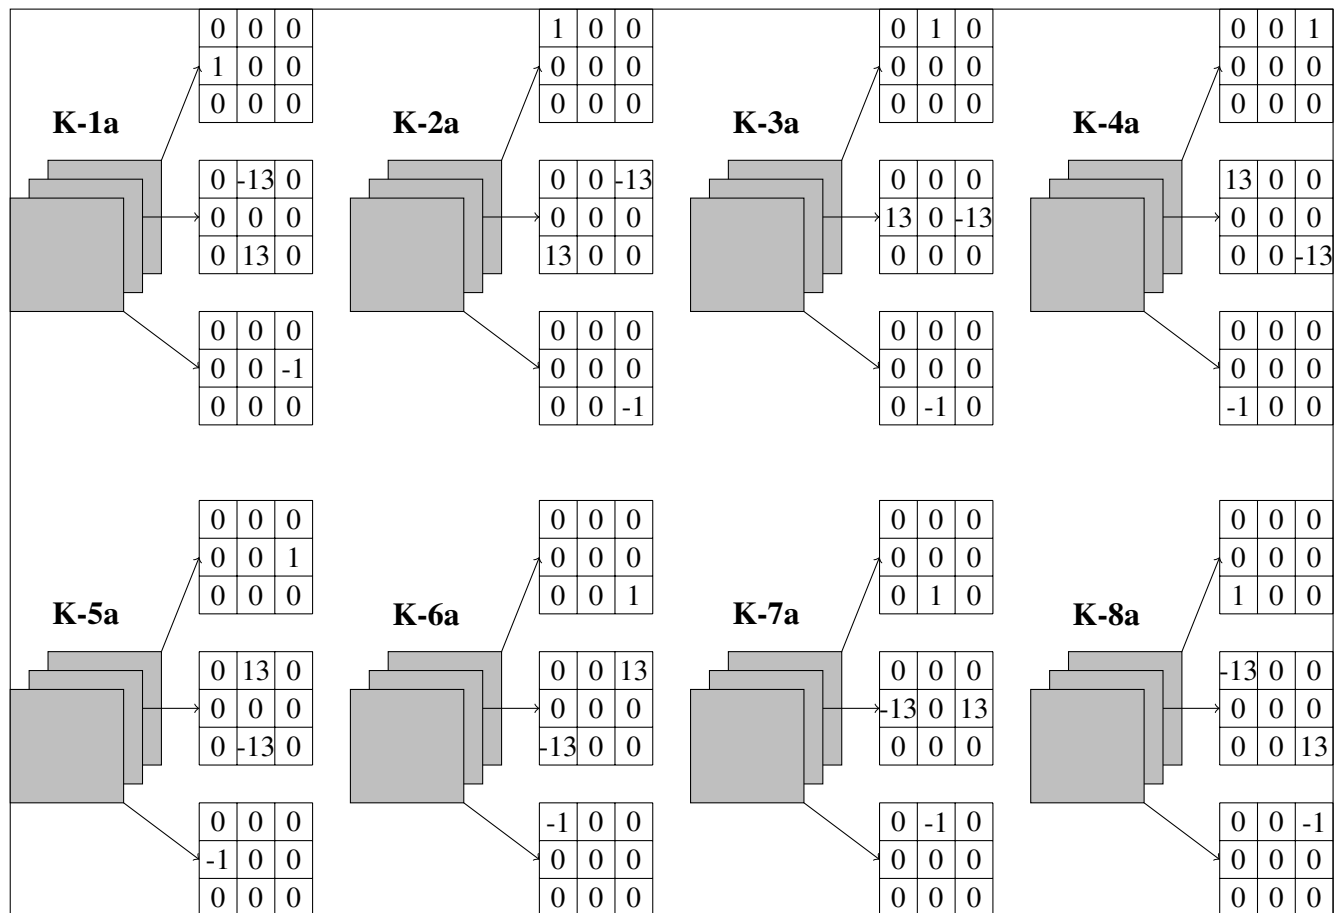 0 0 0 1 0 0 0 1 0 0 0 1
1 0 0 0 0 0 0 0 0 0 0 0
0 0 0 0 0 0 0 0 0 0 0 0
K-1a K-2a K-3a K-4a
0 -13 0 0 0 -13 0 0 0 13 0 0
0 0 0 0 0 0 13 0 -13 0 0 0
0 13 0 13 0 0 0 0 0 0 0 -13
0 0 0 0 0 0 0 0 0 0 0 0
0 0 -1 0 0 0 0 0 0 0 0 0
0 0 0 0 0 -1 0 -1 0 -1 0 0
0 0 0 0 0 0 0 0 0 0 0 0
0 0 1 0 0 0 0 0 0 0 0 0
0 0 0 0 0 1 0 1 0 1 0 0
K-5a K-6a K-7a K-8a
0 13 0 0 0 13 0 0 0 -13 0 0
0 0 0 0 0 0 -13 0 13 0 0 0
0 -13 0 -13 0 0 0 0 0 0 0 13
0 0 0 -1 0 0 0 -1 0 0 0 -1
-1 0 0 0 0 0 0 0 0 0 0 0
0 0 0 0 0 0 0 0 0 0 0 0